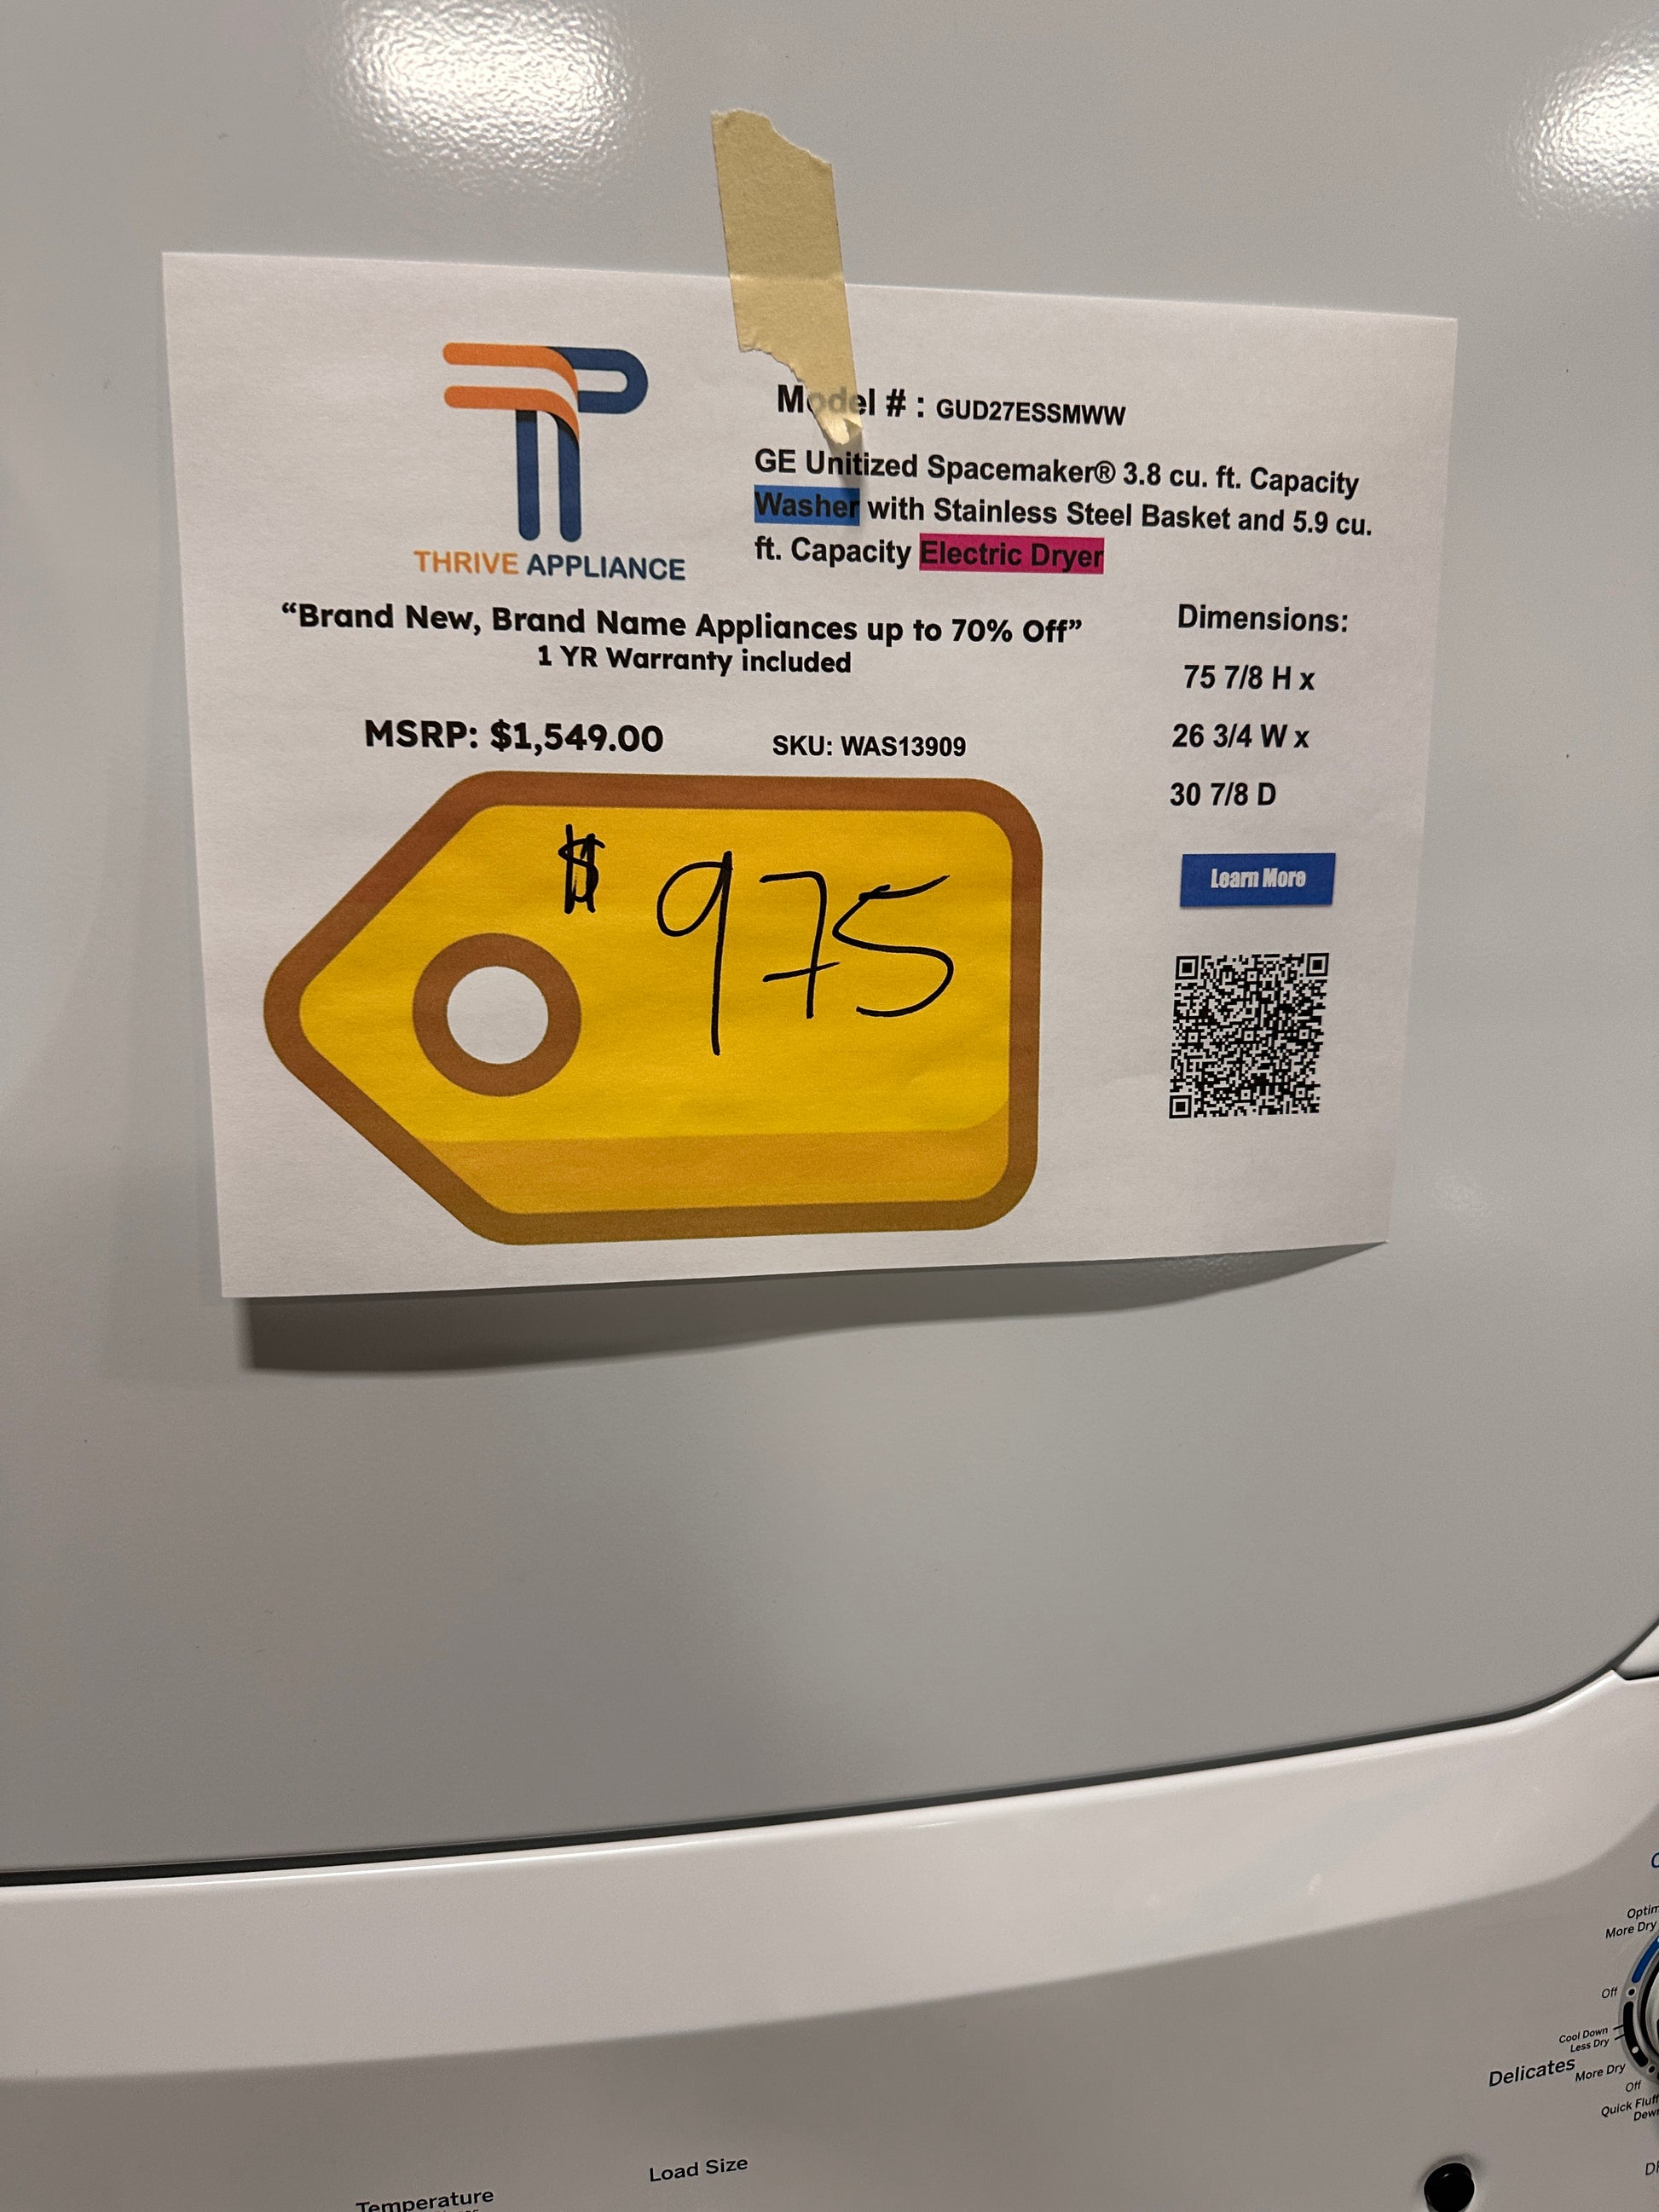 Model # : GUD27ESSMWW
GE Unitized Spacemaker® 3.8 cu. ft. Capacity
Washer with Stainless Steel Basket and 5.9 cu.
ft. Capacity Electric Dryer
THRIVE APPLIANCE
“Brand New, Brand Name Appliances up to 70% Off”
1 YR Warranty included
MSRP: $1,549.00
SKU: WAS13909
Dimensions:
75 7/8 H x
26 3/4 W x
30 7/8 D
$ 975
Learn More
More Dry
Off
Cool Down
Less Dry
Delicates
More Dry
Off
Quick Fluff
Load Size
Temperature